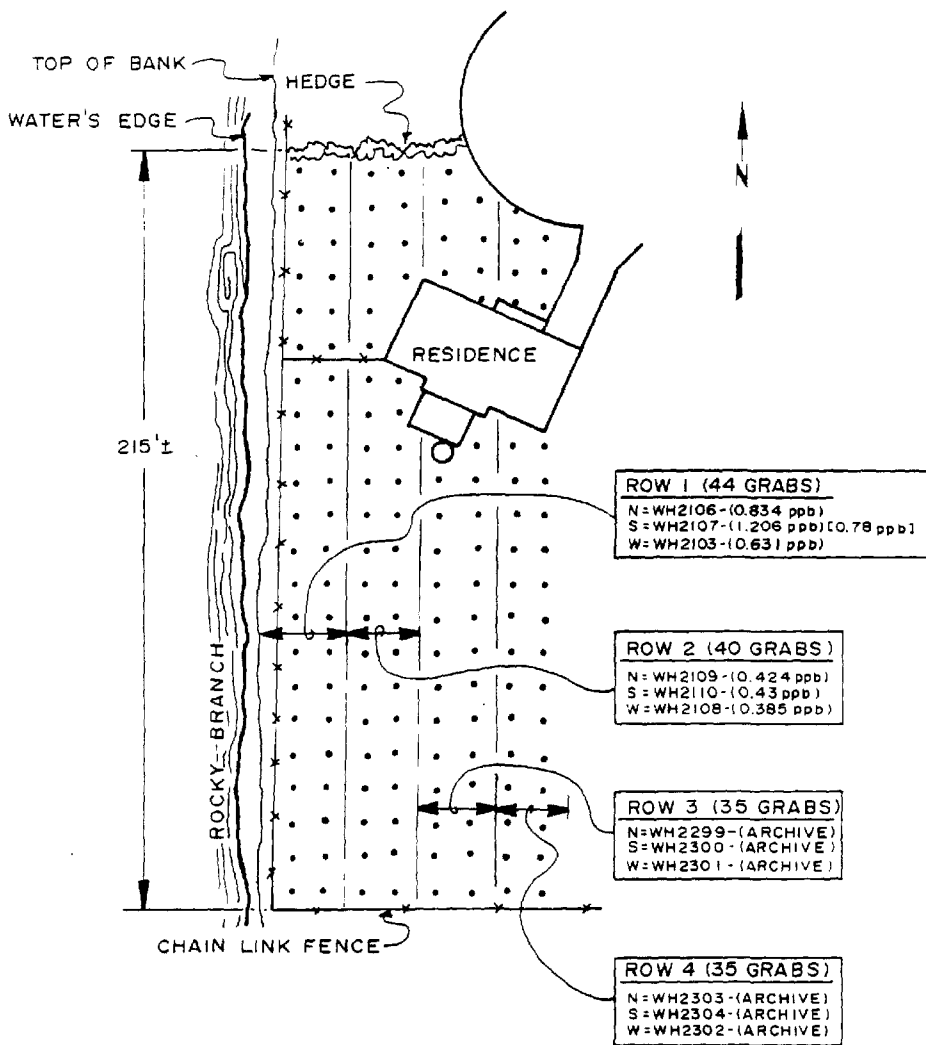 TOP OF BANK
HEDGE
WATER'S EDGE
N
RESIDENCE
215'±
ROW 1 (44 GRABS)
N=WH2106-(0.834 ppb)
S=WH2107-(1.206 ppb)[0.78 ppb]
W=WH2103-(0.631 ppb)
ROW 2 (40 GRABS)
N=WH2109-(0.424 ppb)
S=WH2110-(0.43 ppb)
W=WH2108-(0.385 ppb)
ROCKY BRANCH
ROW 3 (35 GRABS)
N=WH2299-(ARCHIVE)
S=WH2300-(ARCHIVE)
W=WH2301-(ARCHIVE)
CHAIN LINK FENCE
ROW 4 (35 GRABS)
N=WH2303-(ARCHIVE)
S=WH2304-(ARCHIVE)
W=WH2302-(ARCHIVE)